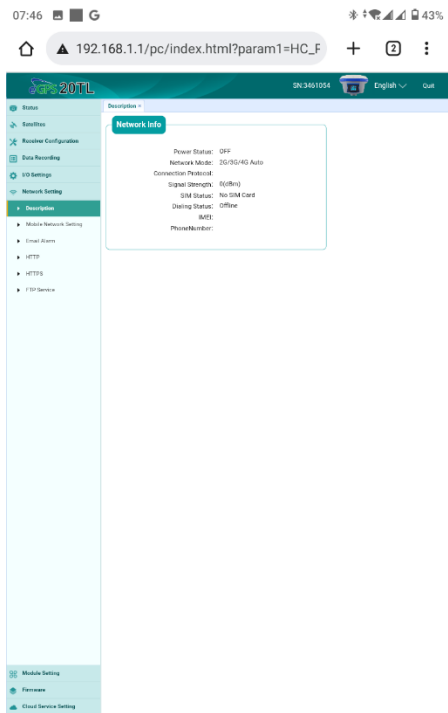 07:46 G 43%
192.168.1.1/pc/index.html?param1=HC_F 2
eGPS 20TL SN:3461054 English Quit
Status
Description ×
Satellites
Network Info
Receiver Configuration
Data Recording
I/O Settings
Network Setting
Description
Mobile Network Setting
Email Alarm
HTTP
HTTPS
FTP Service
Power Status: OFF
Network Mode: 2G/3G/4G Auto
Connection Protocol:
Signal Strength: 0(dBm)
SIM Status: No SIM Card
Dialing Status: Offline
IMEI:
PhoneNumber:
Module Setting
Firmware
Cloud Service Setting